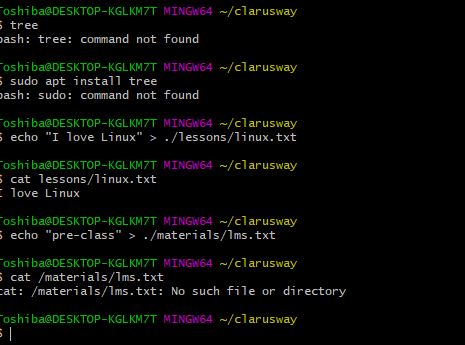 Toshiba@DESKTOP-KGLKM7T MINGW64 ~/clarusway
$ tree
bash: tree: command not found
Toshiba@DESKTOP-KGLKM7T MINGW64 ~/clarusway
$ sudo apt install tree
bash: sudo: command not found
Toshiba@DESKTOP-KGLKM7T MINGW64 ~/clarusway
$ echo "I love Linux" > ./lessons/linux.txt
Toshiba@DESKTOP-KGLKM7T MINGW64 ~/clarusway
$ cat lessons/linux.txt
I love Linux
Toshiba@DESKTOP-KGLKM7T MINGW64 ~/clarusway
$ echo "pre-class" > ./materials/lms.txt
Toshiba@DESKTOP-KGLKM7T MINGW64 ~/clarusway
$ cat /materials/lms.txt
cat: /materials/lms.txt: No such file or directory
Toshiba@DESKTOP-KGLKM7T MINGW64 ~/clarusway
$